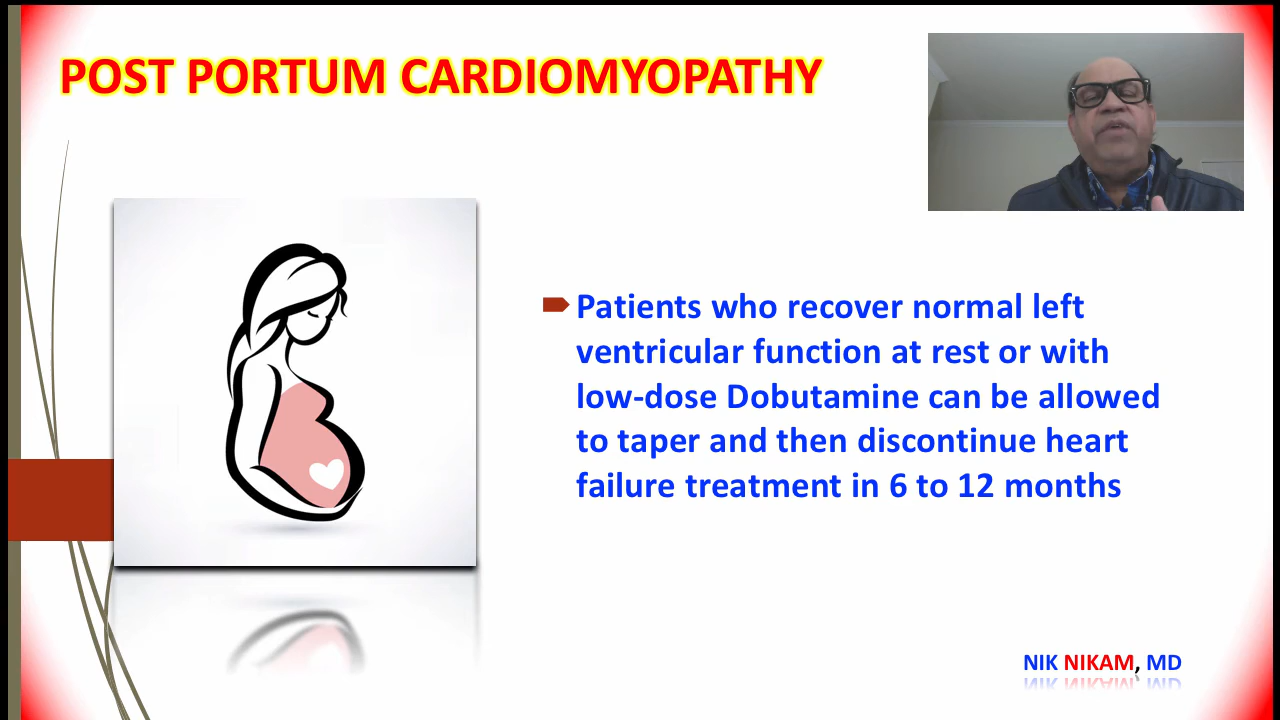 POST PORTUM CARDIOMYOPATHY
Patients who recover normal left
ventricular function at rest or with
low-dose Dobutamine can be allowed
to taper and then discontinue heart
failure treatment in 6 to 12 months
NIK NIKAM, MD